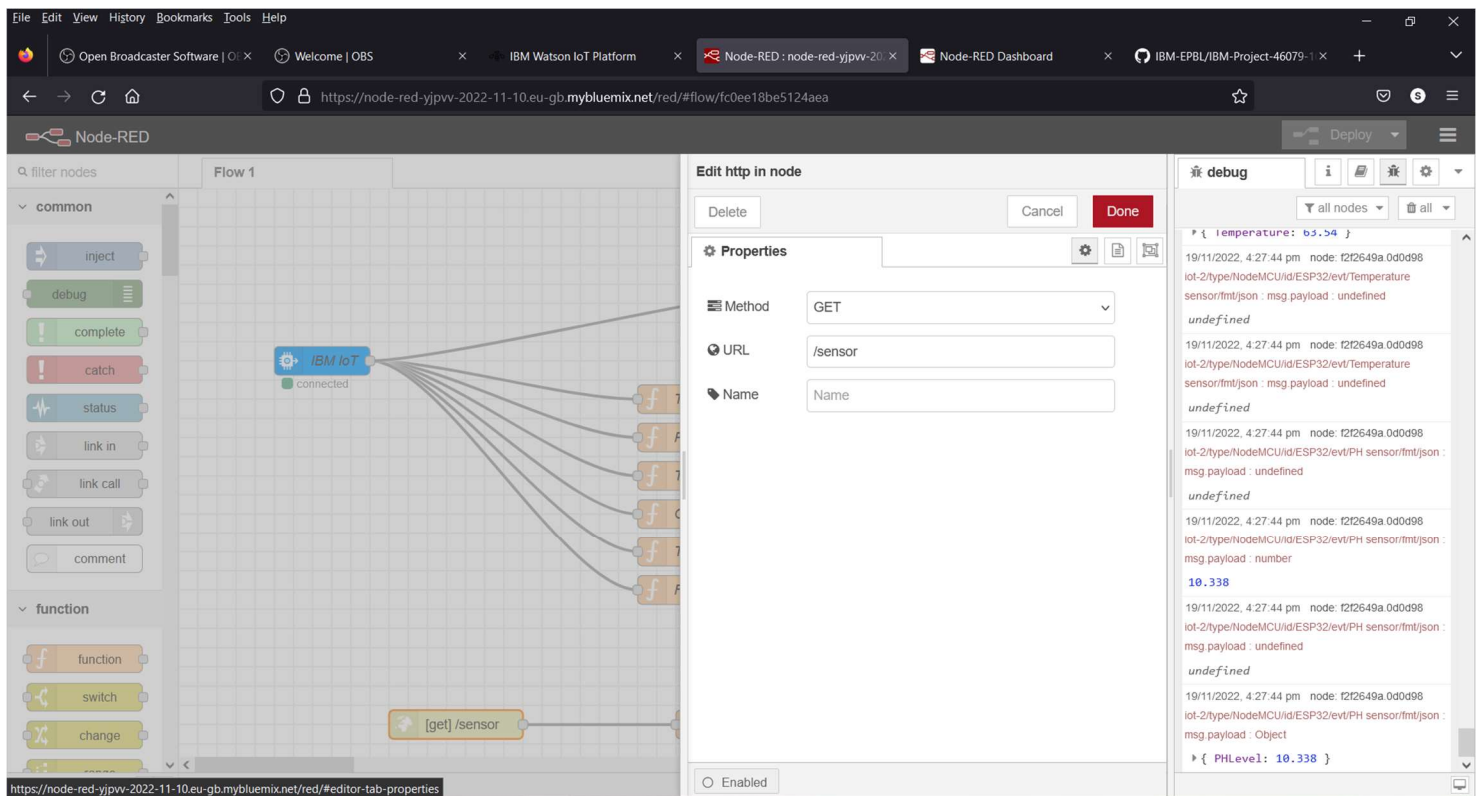 File Edit View History Bookmarks Tools Help
Open Broadcaster Software | O
Welcome | OBS
IBM Watson IoT Platform
Node-RED : node-red-yjpvv-20
Node-RED Dashboard
IBM-EPBL/IBM-Project-46079-1
https://node-red-yjpvv-2022-11-10.eu-gb.mybluemix.net/red/#flow/fc0ee18be5124aea
S
Node-RED
Deploy
filter nodes
common
inject
debug
complete
catch
status
link in
link call
link out
comment
function
function
switch
change
Flow 1
IBM IoT
connected
[get] /sensor
Edit http in node
Delete
Cancel
Done
Properties
Method
GET
URL
/sensor
Name
Name
Enabled
debug
i
all nodes
all
{ Temperature: 63.54 }
19/11/2022, 4:27:44 pm node: f2f2649a.0d0d98
iot-2/type/NodeMCU/id/ESP32/evt/Temperature
sensor/fmt/json : msg.payload : undefined
undefined
19/11/2022, 4:27:44 pm node: f2f2649a.0d0d98
iot-2/type/NodeMCU/id/ESP32/evt/Temperature
sensor/fmt/json : msg.payload : undefined
undefined
19/11/2022, 4:27:44 pm node: f2f2649a.0d0d98
iot-2/type/NodeMCU/id/ESP32/evt/PH sensor/fmt/json :
msg.payload : undefined
undefined
19/11/2022, 4:27:44 pm node: f2f2649a.0d0d98
iot-2/type/NodeMCU/id/ESP32/evt/PH sensor/fmt/json :
msg.payload : number
10.338
19/11/2022, 4:27:44 pm node: f2f2649a.0d0d98
iot-2/type/NodeMCU/id/ESP32/evt/PH sensor/fmt/json :
msg.payload : undefined
undefined
19/11/2022, 4:27:44 pm node: f2f2649a.0d0d98
iot-2/type/NodeMCU/id/ESP32/evt/PH sensor/fmt/json :
msg.payload : Object
{ PHLevel: 10.338 }
https://node-red-yjpvv-2022-11-10.eu-gb.mybluemix.net/red/#editor-tab-properties